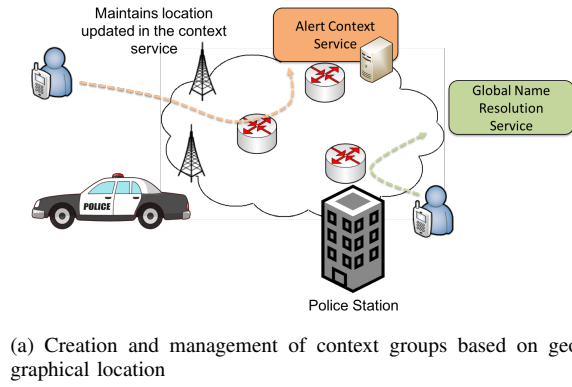 Maintains location
updated in the context
service
Alert Context
Service
Global Name
Resolution
Service
POLICE
Police Station
(a) Creation and management of context groups based on geo
graphical location